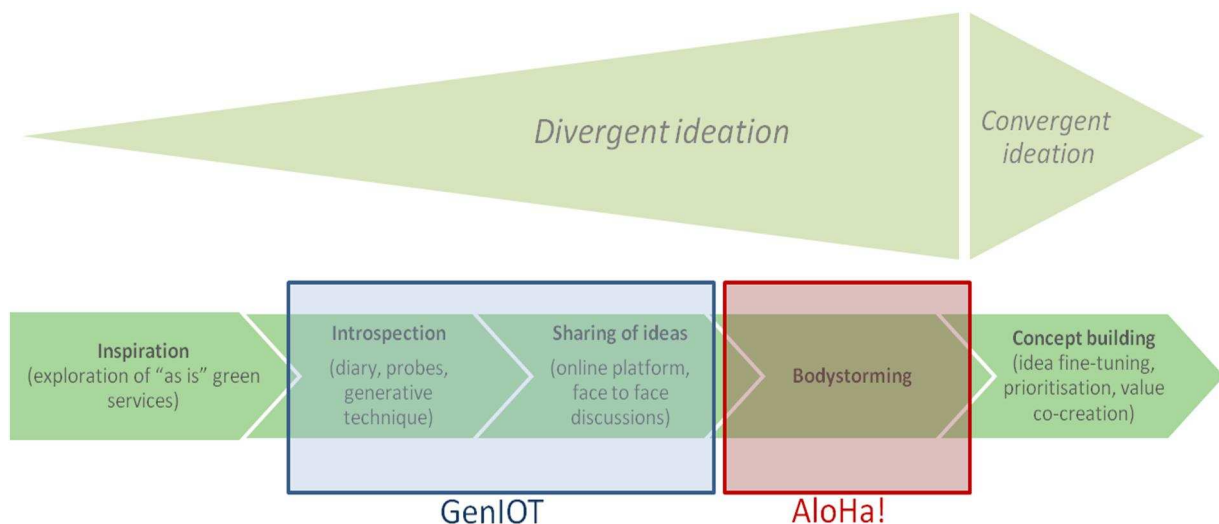 Divergent ideation
Convergent
ideation
Inspiration
(exploration of “as is” green
services)
Introspection
(diary, probes,
generative
technique)
Sharing of ideas
(online platform,
face to face
discussions)
Bodystorming
Concept building
(idea fine-tuning,
prioritisation, value
co-creation)
GenIOT
AloHa!